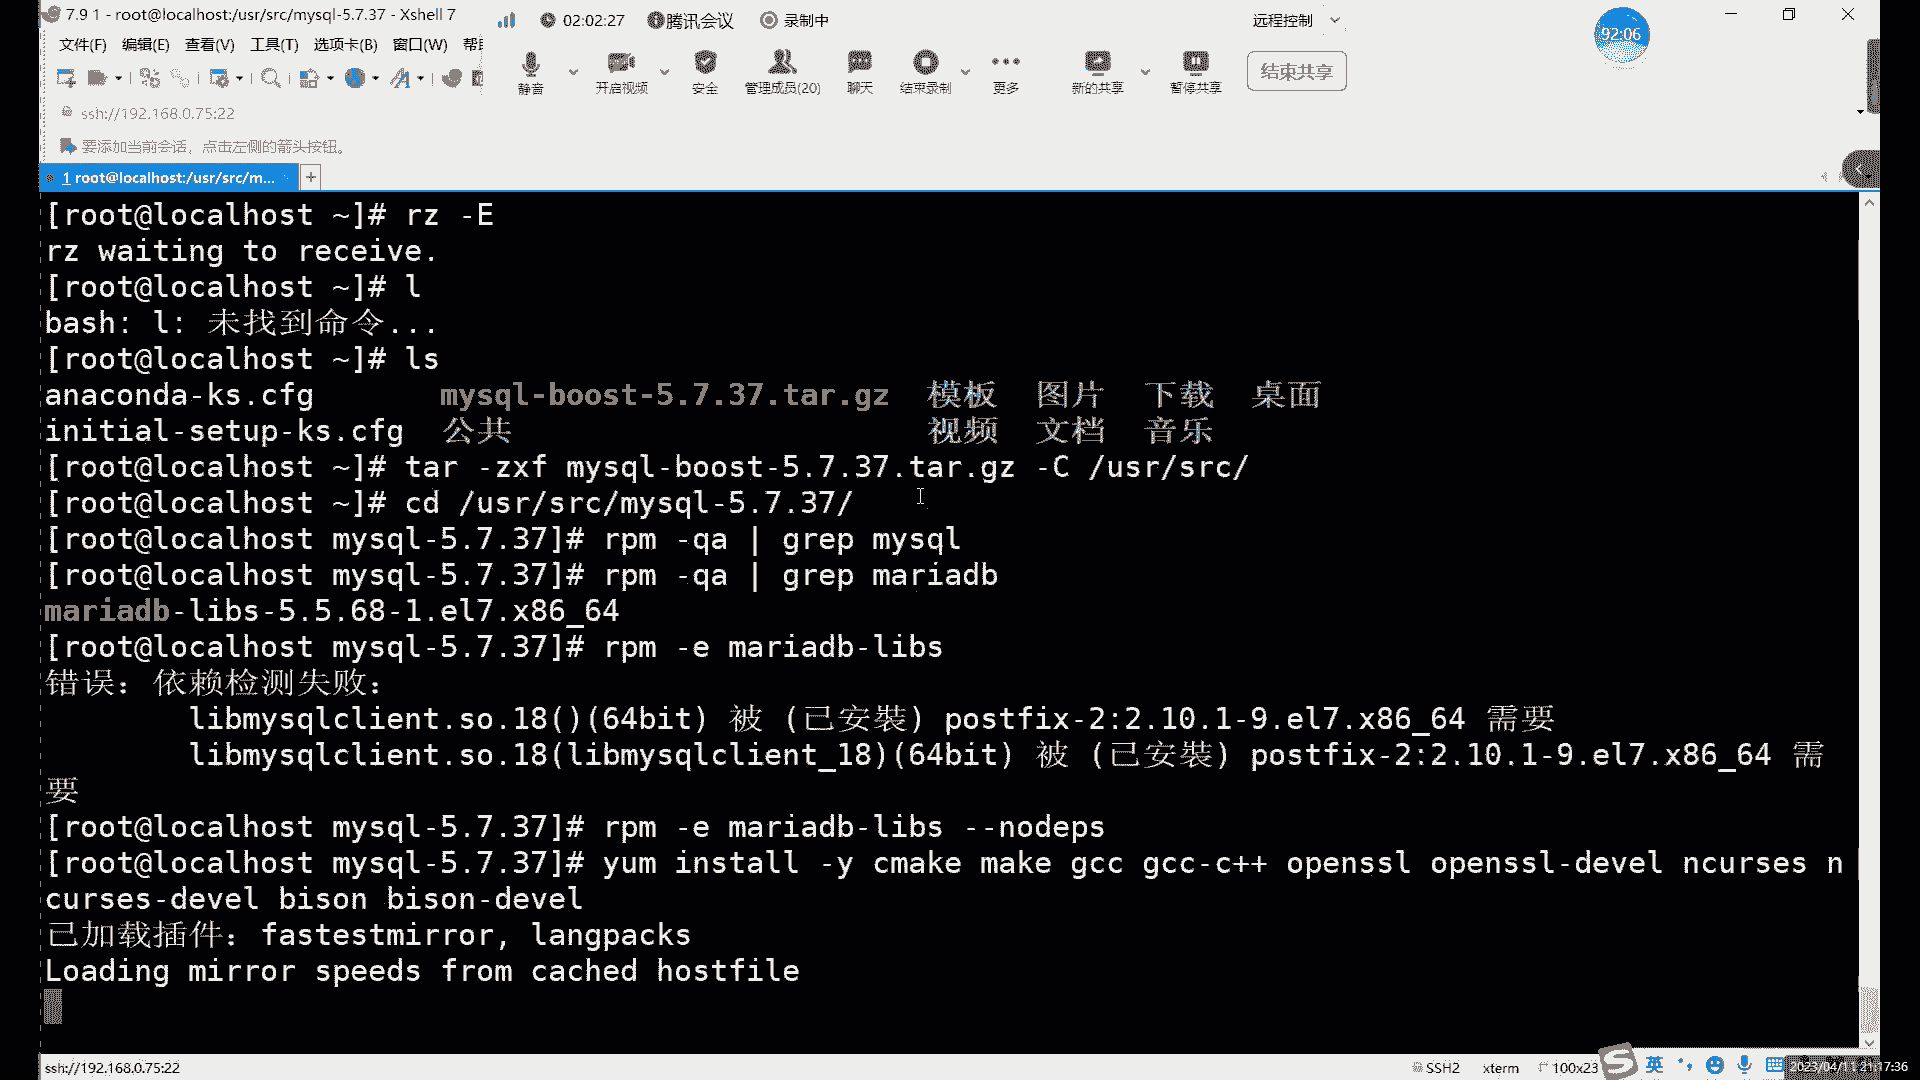 7.9 1 - root@localhost:/usr/src/mysql-5.7.37 - Xshell 7
02:02:27 腾讯会议 录制中
远程控制
92:06
文件(F) 编辑(E) 查看(V) 工具(T) 选项卡(B) 窗口(W)
静音 开启视频 安全 管理成员(20) 聊天 结束录制 更多 新的共享 暂停共享 结束共享
ssh://192.168.0.75:22
要添加当前会话，点击左侧的箭头按钮。
1 root@localhost:/usr/src/m... +
[root@localhost ~]# rz -E
rz waiting to receive.
[root@localhost ~]# l
bash: l: 未找到命令...
[root@localhost ~]# ls
anaconda-ks.cfg mysql-boost-5.7.37.tar.gz 模板 图片 下载 桌面
initial-setup-ks.cfg 公共 视频 文档 音乐
[root@localhost ~]# tar -zxf mysql-boost-5.7.37.tar.gz -C /usr/src/
[root@localhost ~]# cd /usr/src/mysql-5.7.37/
[root@localhost mysql-5.7.37]# rpm -qa | grep mysql
[root@localhost mysql-5.7.37]# rpm -qa | grep mariadb
mariadb-libs-5.5.68-1.el7.x86_64
[root@localhost mysql-5.7.37]# rpm -e mariadb-libs
错误：依赖检测失败：
libmysqlclient.so.18()(64bit) 被 (已安裝) postfix-2:2.10.1-9.el7.x86_64 需要
libmysqlclient.so.18(libmysqlclient_18)(64bit) 被 (已安裝) postfix-2:2.10.1-9.el7.x86_64 需
要
[root@localhost mysql-5.7.37]# rpm -e mariadb-libs --nodeps
[root@localhost mysql-5.7.37]# yum install -y cmake make gcc gcc-c++ openssl openssl-devel ncurses n
curses-devel bison bison-devel
已加载插件：fastestmirror, langpacks
Loading mirror speeds from cached hostfile
ssh://192.168.0.75:22
SSH2 xterm 100x23
英
2023/04/11 21:17:36